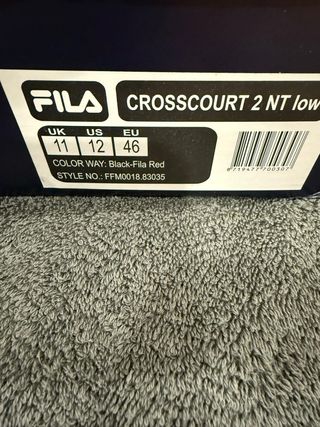 FILA
CROSSCOURT 2 NT low
UK US EU
11 12 46
COLOR WAY: Black-Fila Red
STYLE NO.: FFM0018.83035
8719477700307